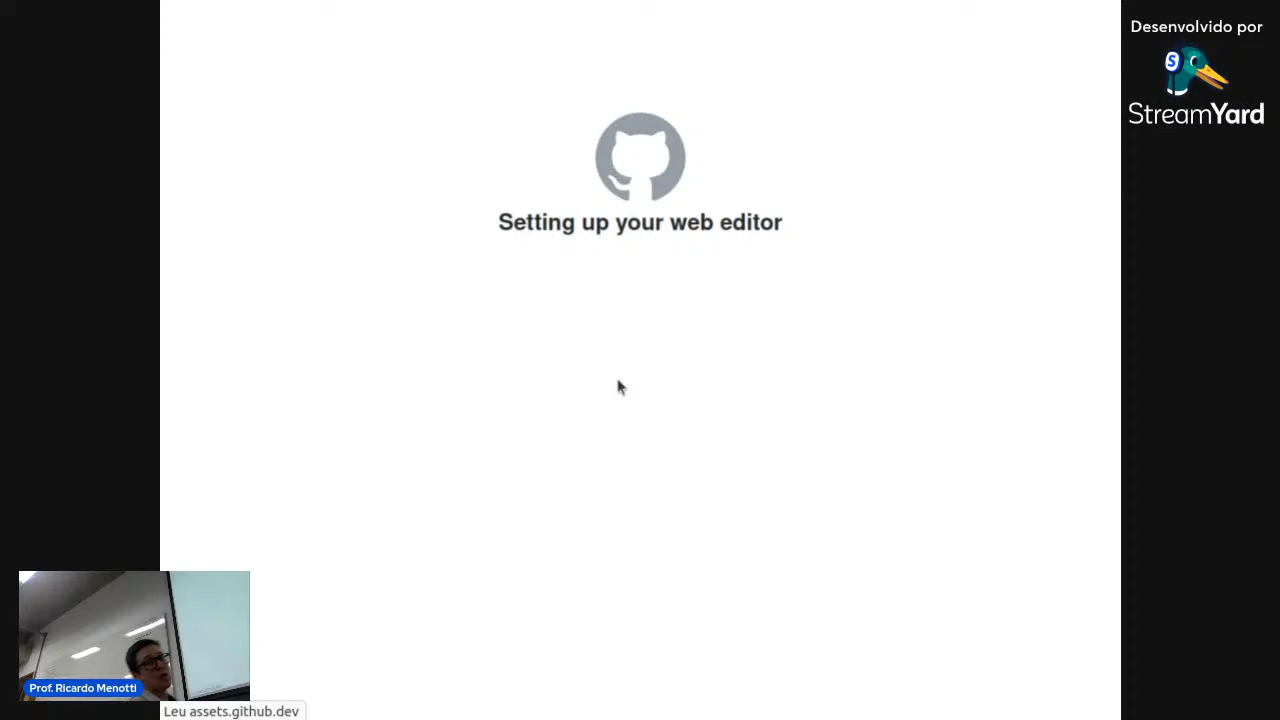 Desenvolvido por
S
StreamYard
Setting up your web editor
Prof. Ricardo Menotti
Leu assets.github.dev